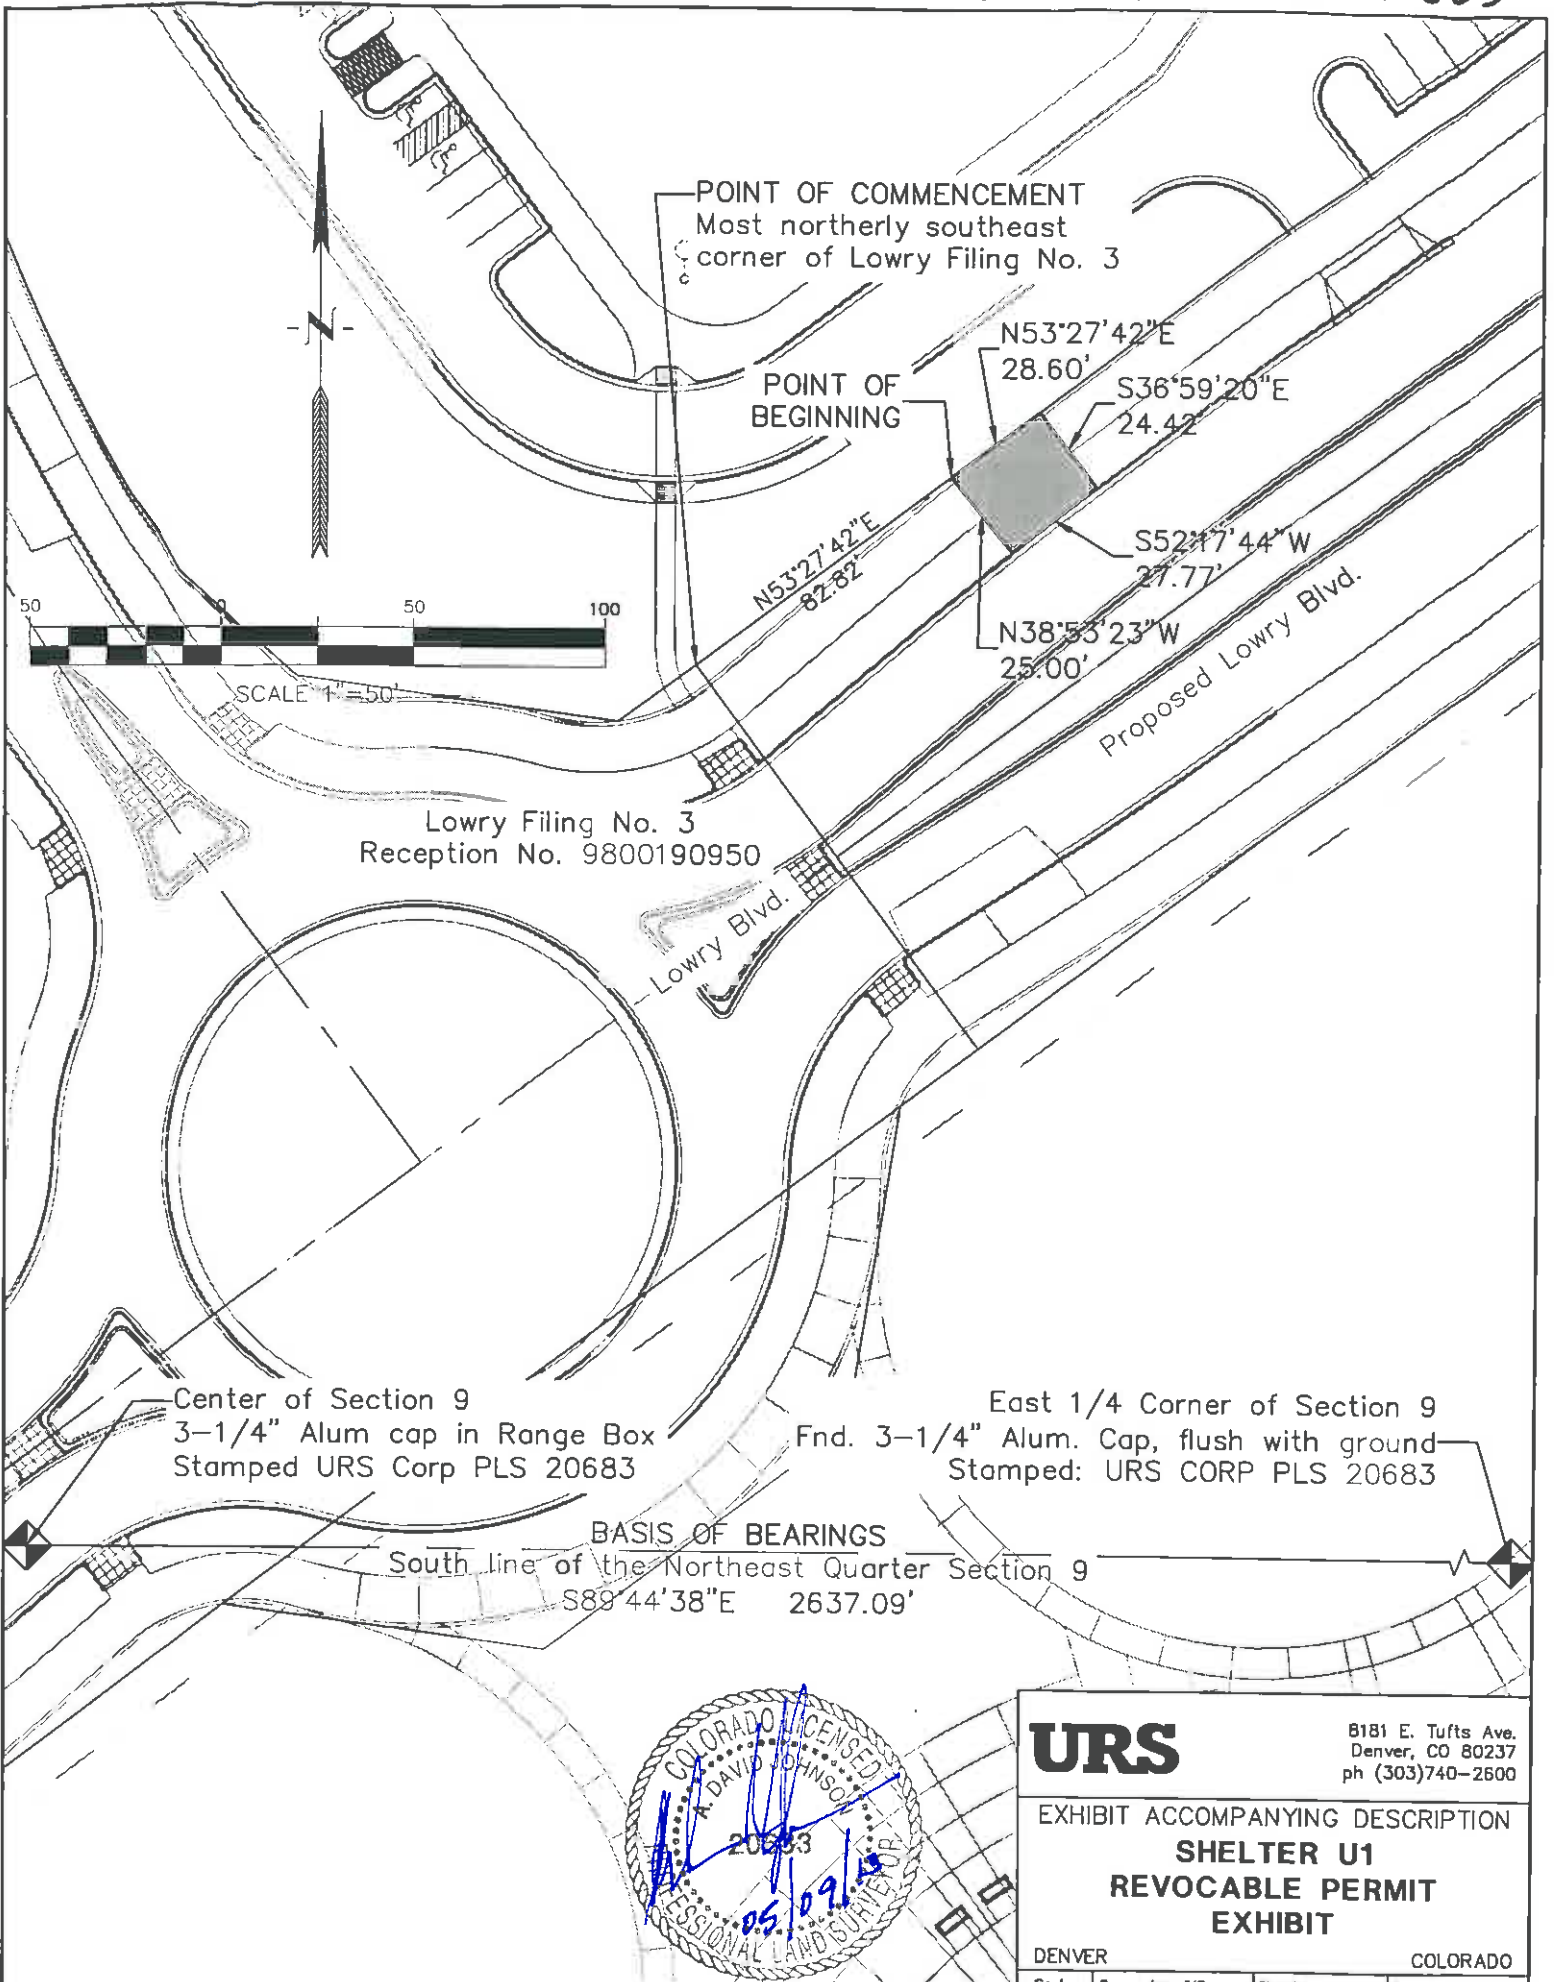 POINT OF COMMENCEMENT
Most northerly southeast
corner of Lowry Filing No. 3
N
N53°27'42"E
28.60'
POINT OF
BEGINNING
S36°59'20"E
24.42'
N53°27'42"E
82.82'
S52°17'44"W
27.77'
N38°53'23"W
25.00'
50 0 50 100
SCALE 1"=50'
Proposed Lowry Blvd.
Lowry Filing No. 3
Reception No. 9800190950
Lowry Blvd.
Center of Section 9
3-1/4" Alum cap in Range Box
Stamped URS Corp PLS 20683
East 1/4 Corner of Section 9
Fnd. 3-1/4" Alum. Cap, flush with ground
Stamped: URS CORP PLS 20683
BASIS OF BEARINGS
South line of the Northeast Quarter Section 9
S89°44'38"E 2637.09'
COLORADO LICENSED
A. DAVID JOHNSON
20683
05/09/
PROFESSIONAL LAND SURVEYOR
URS
8181 E. Tufts Ave.
Denver, CO 80237
ph (303)740-2600
EXHIBIT ACCOMPANYING DESCRIPTION
SHELTER U1
REVOCABLE PERMIT
EXHIBIT
DENVER COLORADO